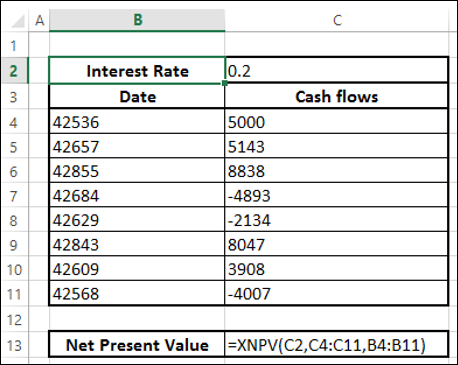 A B C
1
2 Interest Rate 0.2
3 Date Cash flows
4 42536 5000
5 42657 5143
6 42855 8838
7 42684 -4893
8 42629 -2134
9 42843 8047
10 42609 3908
11 42568 -4007
12
13 Net Present Value =XNPV(C2,C4:C11,B4:B11)